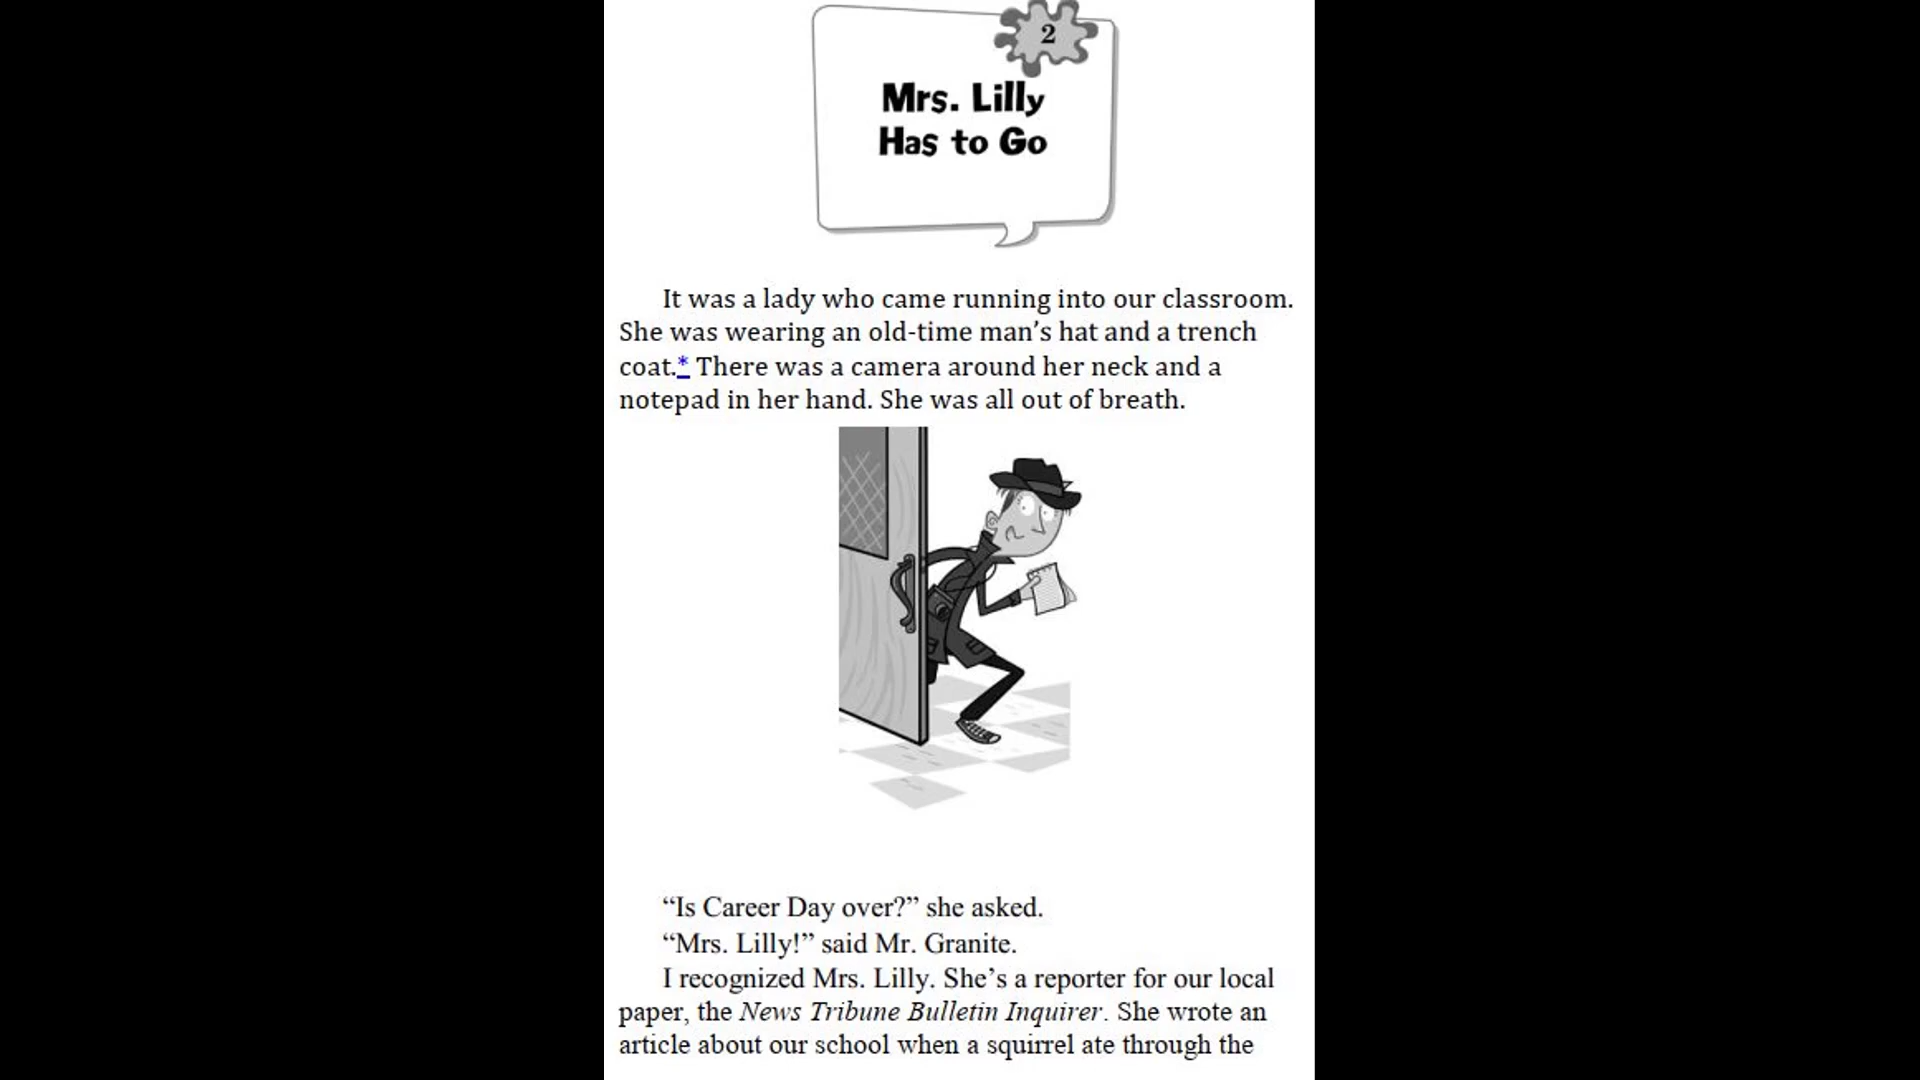 2
Mrs. Lilly
Has to Go
It was a lady who came running into our classroom.
She was wearing an old-time man’s hat and a trench
coat.* There was a camera around her neck and a
notepad in her hand. She was all out of breath.
“Is Career Day over?” she asked.
“Mrs. Lilly!” said Mr. Granite.
I recognized Mrs. Lilly. She’s a reporter for our local
paper, the News Tribune Bulletin Inquirer. She wrote an
article about our school when a squirrel ate through the